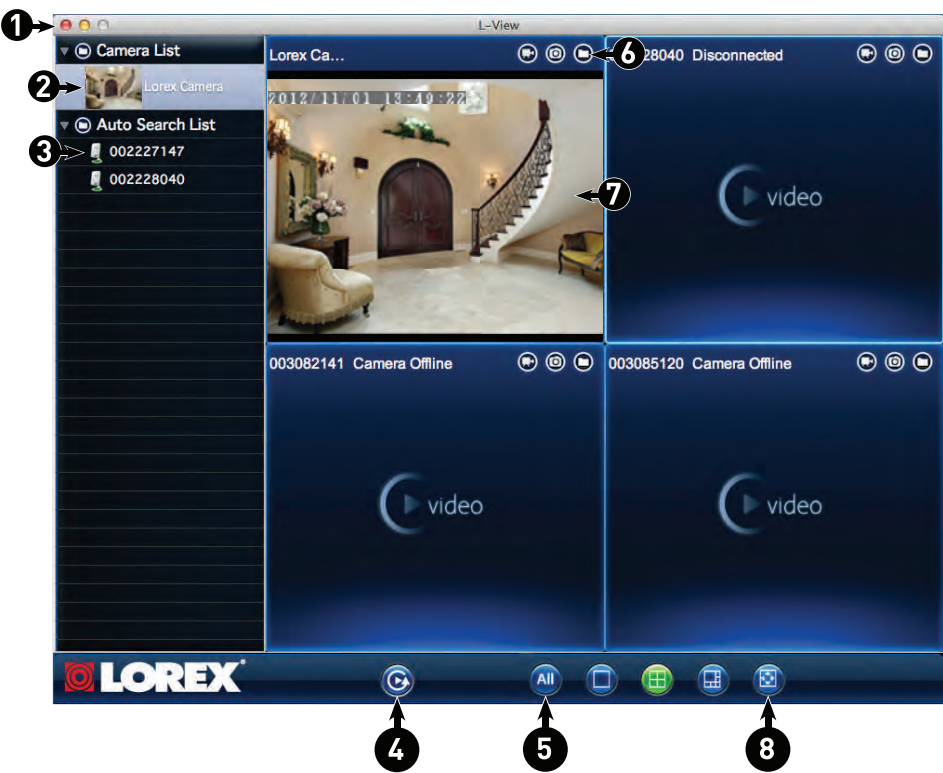 1
L-View
Camera List
2
Lorex Camera
Auto Search List
3
002227147
002228040
Lorex Ca...
6
28040 Disconnected
2012/11/01 13:49:22
7
video
003082141 Camera Offline
003085120 Camera Offline
video
video
LOREX
All
4
5
8